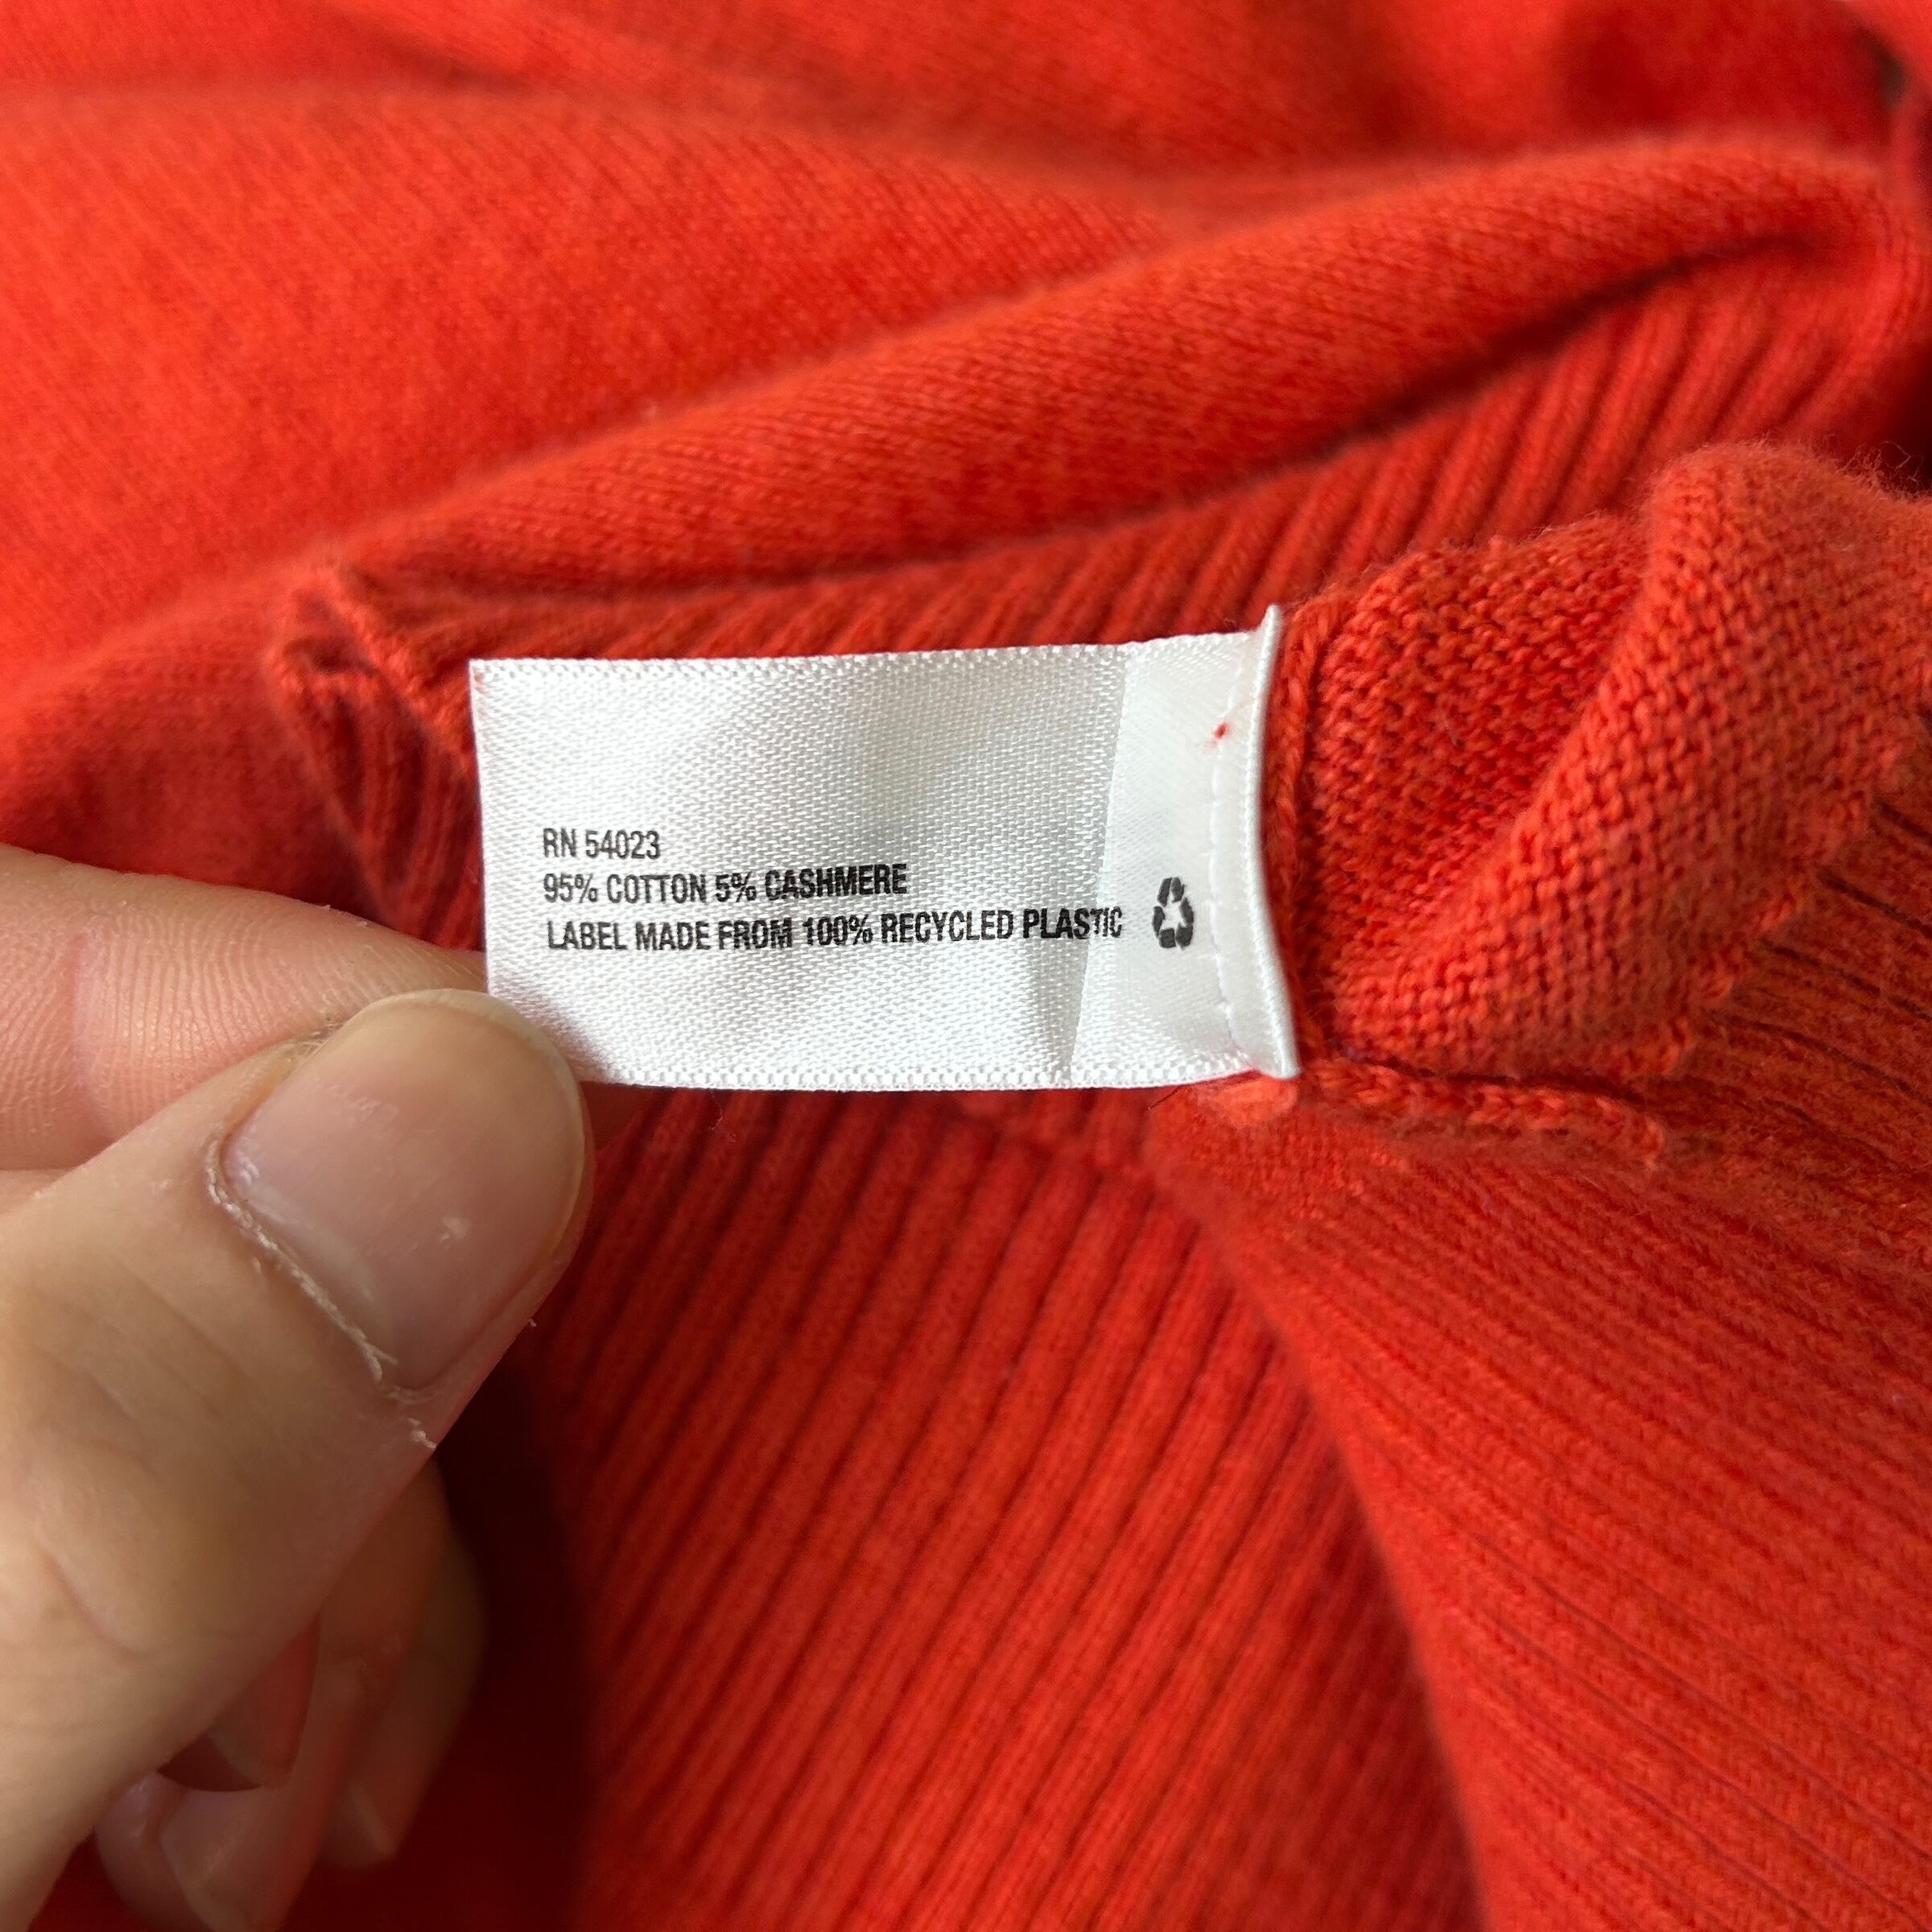 RN 54023
95% COTTON 5% CASHMERE
LABEL MADE FROM 100% RECYCLED PLASTIC